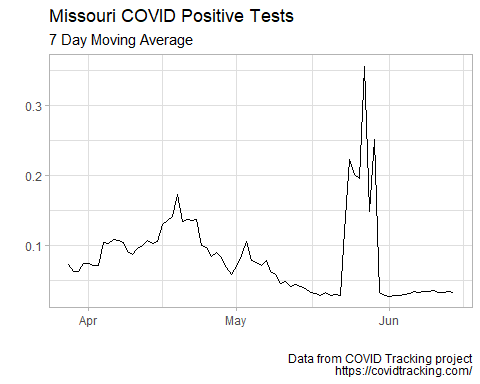 Missouri COVID Positive Tests
7 Day Moving Average
0.3
0.2
0.1
Apr May Jun
Data from COVID Tracking project
https://covidtracking.com/